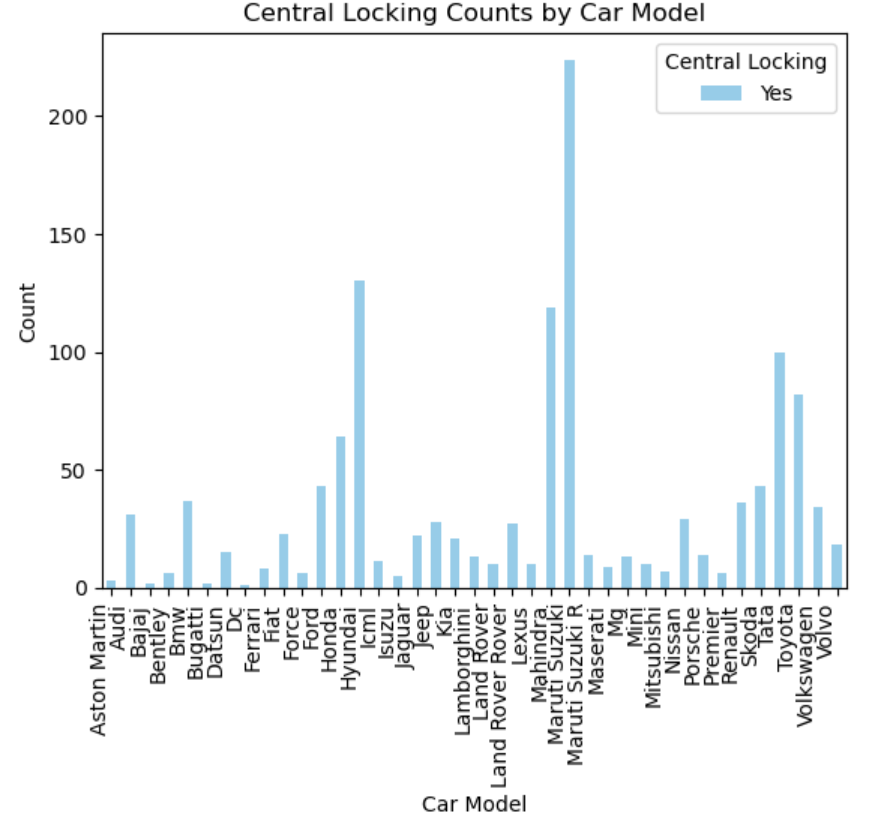 Central Locking Counts by Car Model
Central Locking
Yes
200
150
100
50
0
Count
Aston Martin
Audi
Bajaj
Bentley
Bmw
Bugatti
Datsun
Dc
Ferrari
Fiat
Force
Ford
Honda
Hyundai
Icml
Isuzu
Jaguar
Jeep
Kia
Lamborghini
Land Rover
Land Rover Rover
Lexus
Mahindra
Maruti Suzuki
Maruti Suzuki R
Maserati
Mg
Mini
Mitsubishi
Nissan
Porsche
Premier
Renault
Skoda
Tata
Toyota
Volkswagen
Volvo
Car Model